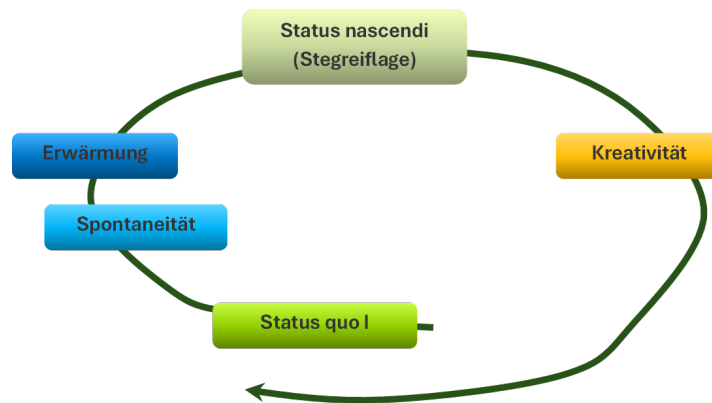 Status nascendi
(Stegreiflage)
Erwärmung
Kreativität
Spontaneität
Status quo I